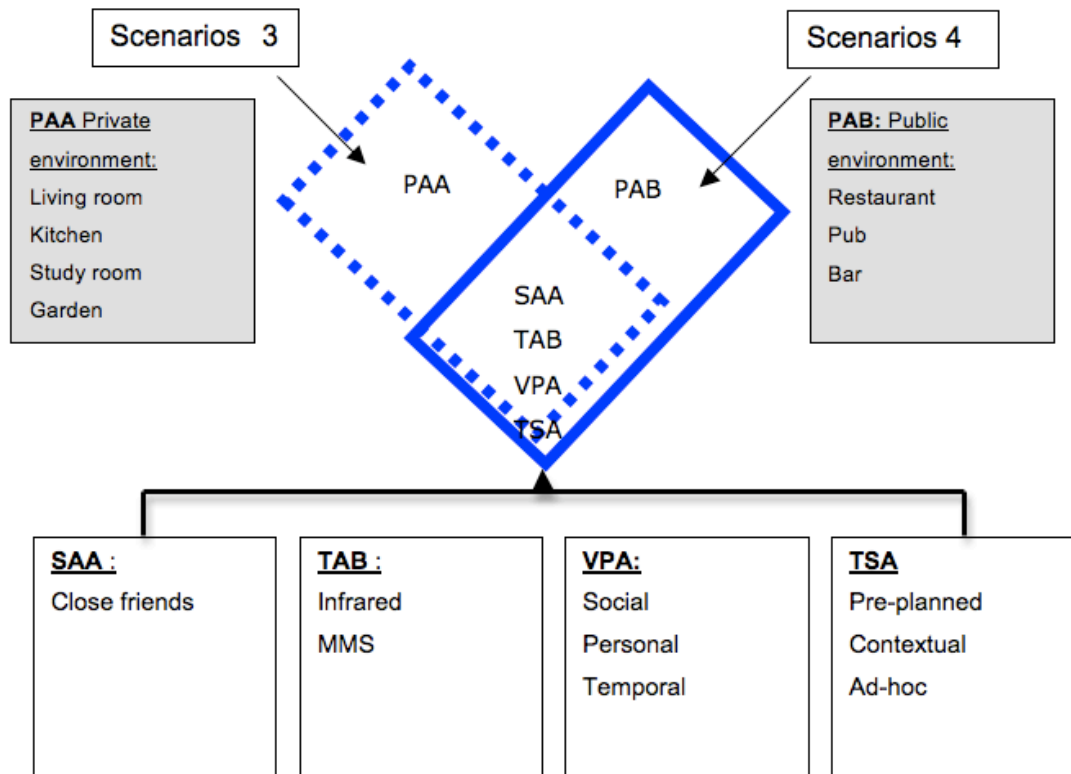 Scenarios 3
Scenarios 4
PAA Private
environment:
Living room
Kitchen
Study room
Garden
PAA
PAB
SAA
TAB
VPA
TSA
PAB: Public
environment:
Restaurant
Pub
Bar
SAA :
Close friends
TAB :
Infrared
MMS
VPA:
Social
Personal
Temporal
TSA
Pre-planned
Contextual
Ad-hoc